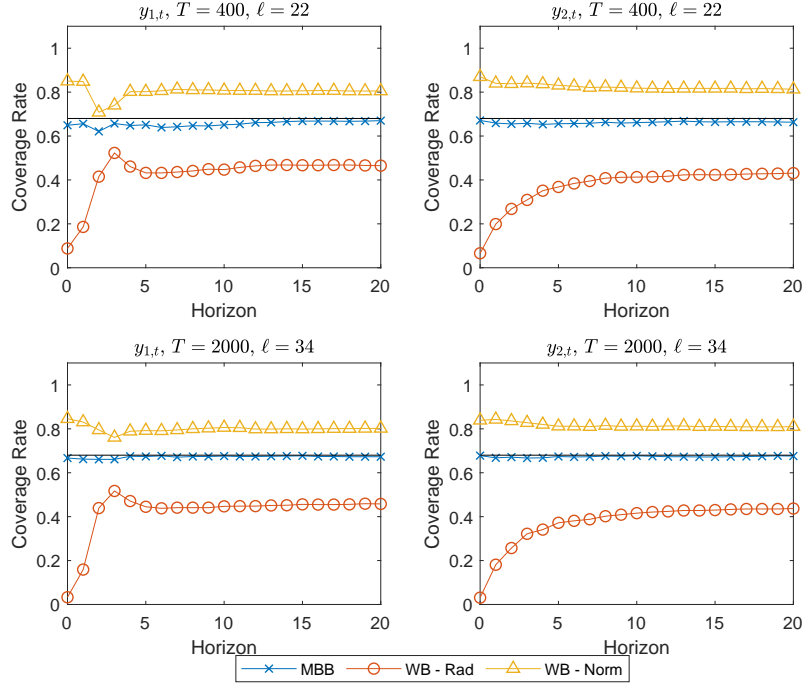 y₁,ₜ, T = 400, ℓ = 22
1
0.8
0.6
0.4
0.2
0
Coverage Rate
0 5 10 15 20
Horizon
y₂,ₜ, T = 400, ℓ = 22
1
0.8
0.6
0.4
0.2
0
Coverage Rate
0 5 10 15 20
Horizon
y₁,ₜ, T = 2000, ℓ = 34
1
0.8
0.6
0.4
0.2
0
Coverage Rate
0 5 10 15 20
Horizon
y₂,ₜ, T = 2000, ℓ = 34
1
0.8
0.6
0.4
0.2
0
Coverage Rate
0 5 10 15 20
Horizon
MBB WB - Rad WB - Norm